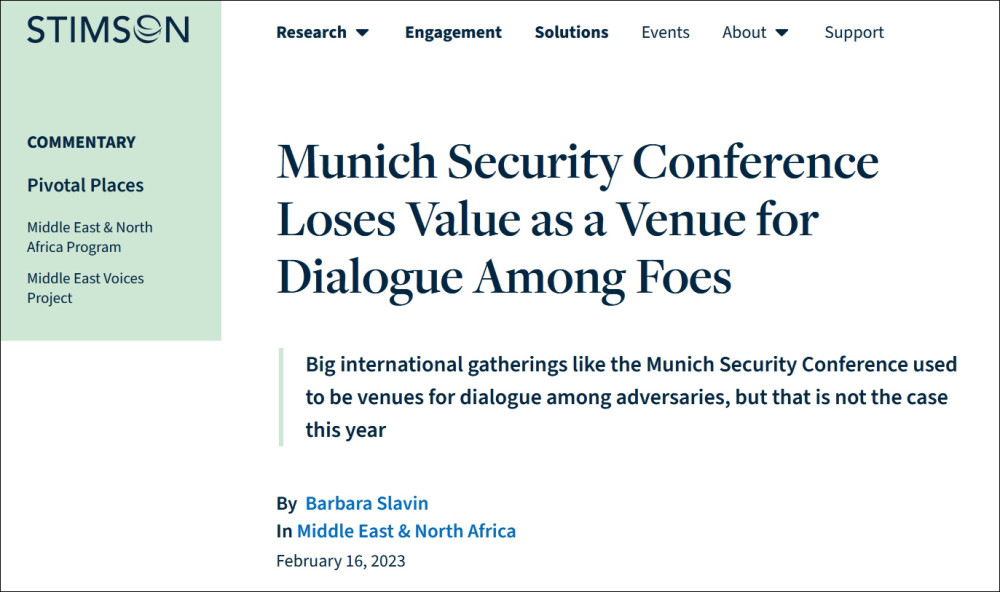 STIMSON
Research
Engagement
Solutions
Events
About
Support
COMMENTARY
Pivotal Places
Middle East & North
Africa Program
Middle East Voices
Project
Munich Security Conference
Loses Value as a Venue for
Dialogue Among Foes
Big international gatherings like the Munich Security Conference used
to be venues for dialogue among adversaries, but that is not the case
this year
By Barbara Slavin
In Middle East & North Africa
February 16, 2023